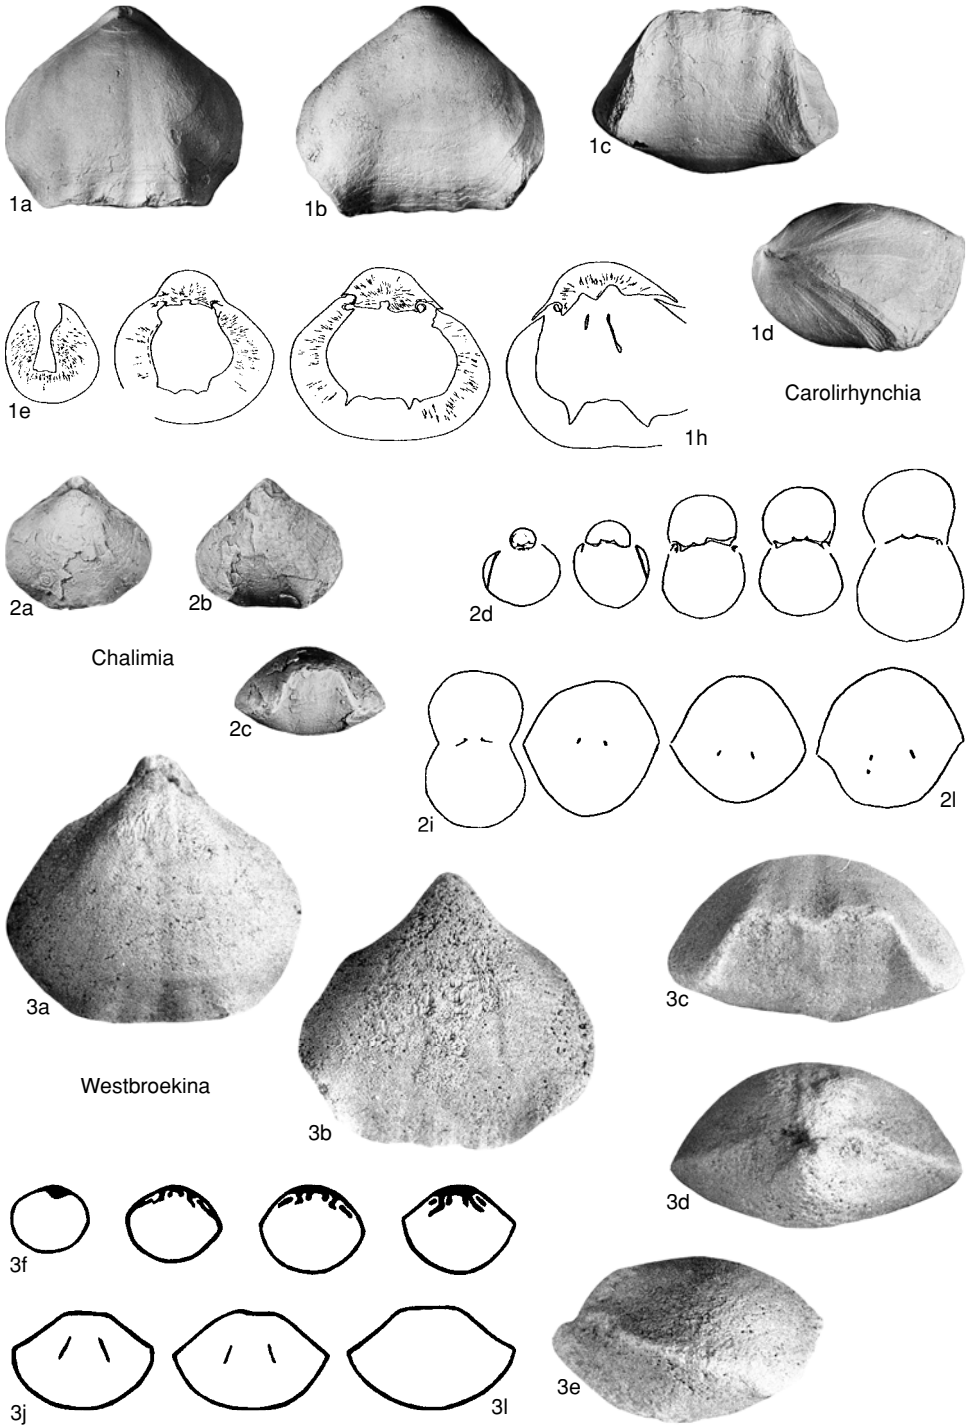 1a
1b
1c
1d
1e
1h
Carolirhynchia
2a
2b
2d
Chalimia
2c
2i
2l
3a
3b
3c
Westbroekina
3d
3f
3e
3j
3l